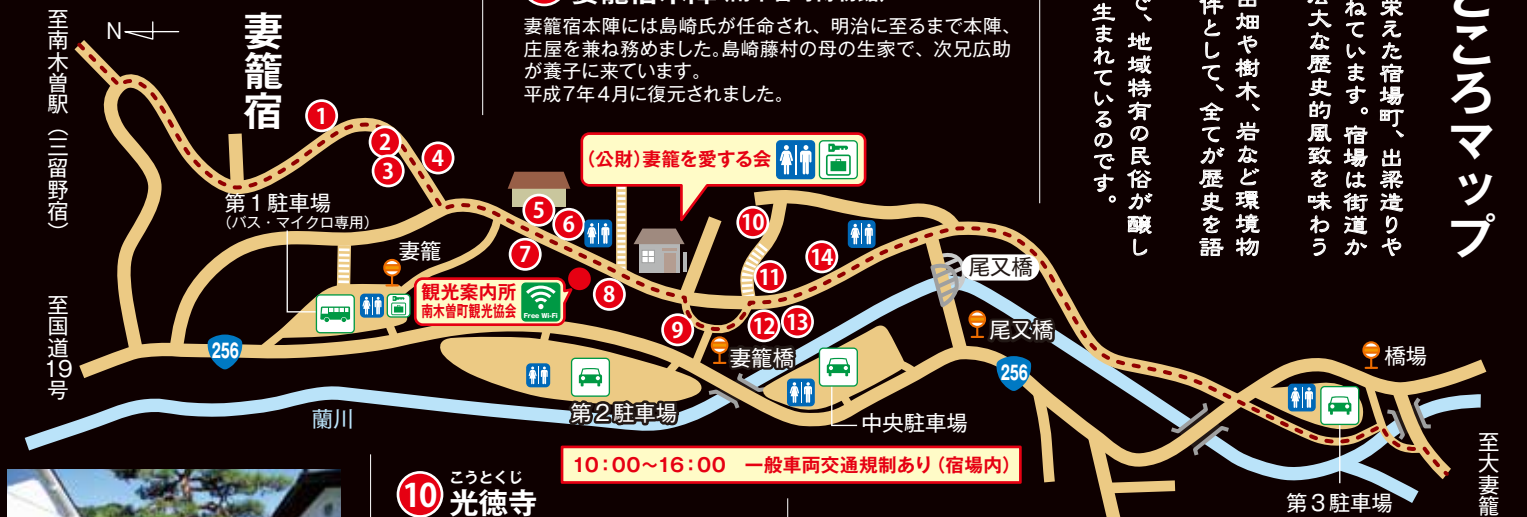 ころマップ
栄えた宿場町、出梁造りや
ねています。宿場は街道か
大な歴史的風致を味わう
畑や樹木、岩など環境物
件として、全てが歴史を語
で、地域特有の民俗が醸し
生まれているのです。
妻籠宿本陣には島崎氏が任命され、明治に至るまで本陣、
庄屋を兼ね務めました。島崎藤村の母の生家で、次兄広助
が養子に来ています。
平成7年4月に復元されました。
N
妻籠宿
至南木曽駅(三留野宿)
至国道19号
1
2
3
4
5
6
7
8
9
10
11
12
13
14
(公財)妻籠を愛する会
第1駐車場
(バス・マイクロ専用)
妻籠
観光案内所
南木曽町観光協会
Free Wi-Fi
256
蘭川
第2駐車場
妻籠橋
中央駐車場
尾又橋
尾又橋
256
橋場
第3駐車場
至大妻籠
10:00~16:00 一般車両交通規制あり(宿場内)
10
こうとくじ
光徳寺